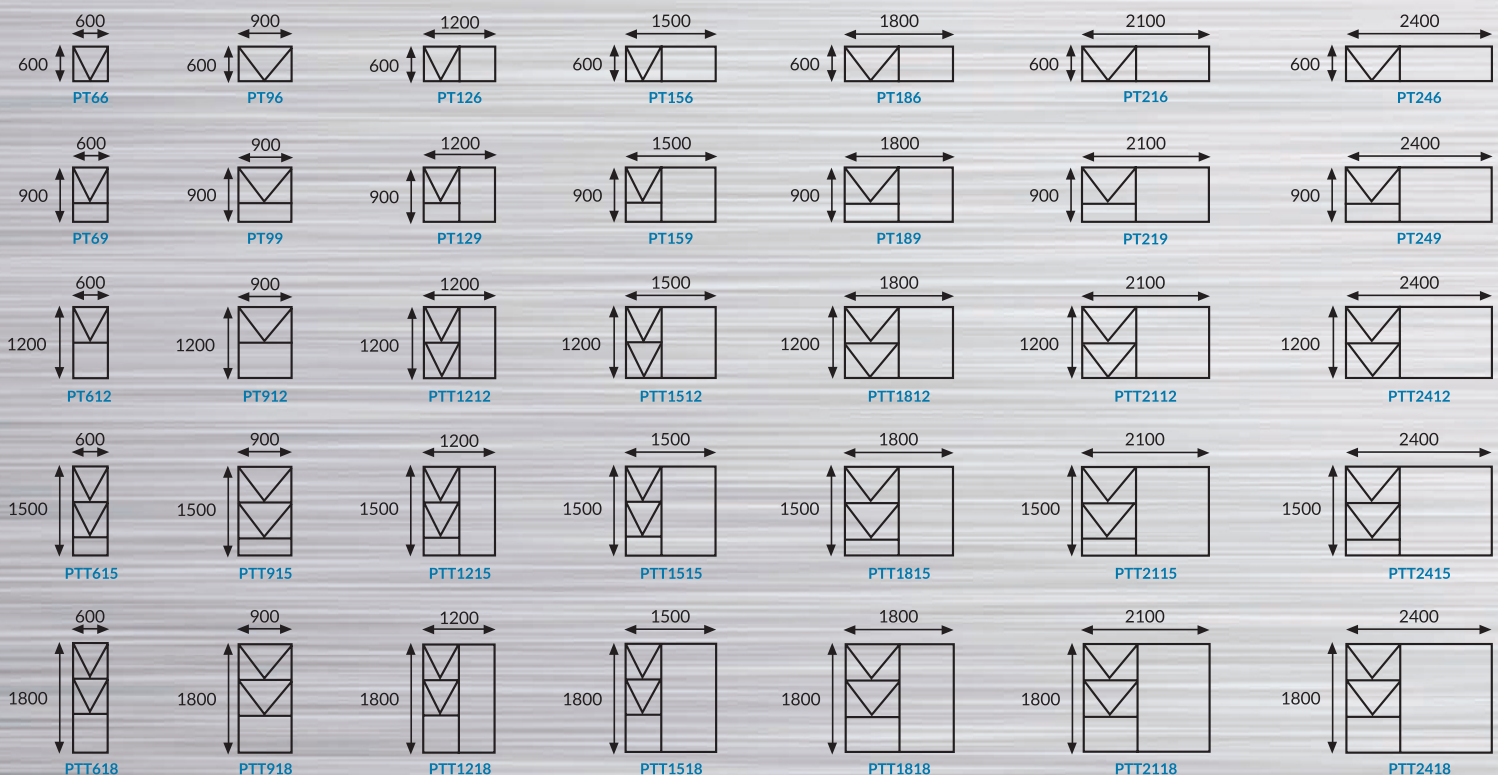 600 900 1200 1500 1800 2100 2400
600 600 600 600 600 600 600
PT66 PT96 PT126 PT156 PT186 PT216 PT246
600 900 1200 1500 1800 2100 2400
900 900 900 900 900 900 900
PT69 PT99 PT129 PT159 PT189 PT219 PT249
600 900 1200 1500 1800 2100 2400
1200 1200 1200 1200 1200 1200 1200
PT612 PT912 PTT1212 PTT1512 PTT1812 PTT2112 PTT2412
600 900 1200 1500 1800 2100 2400
1500 1500 1500 1500 1500 1500 1500
PTT615 PTT915 PTT1215 PTT1515 PTT1815 PTT2115 PTT2415
600 900 1200 1500 1800 2100 2400
1800 1800 1800 1800 1800 1800 1800
PTT618 PTT918 PTT1218 PTT1518 PTT1818 PTT2118 PTT2418